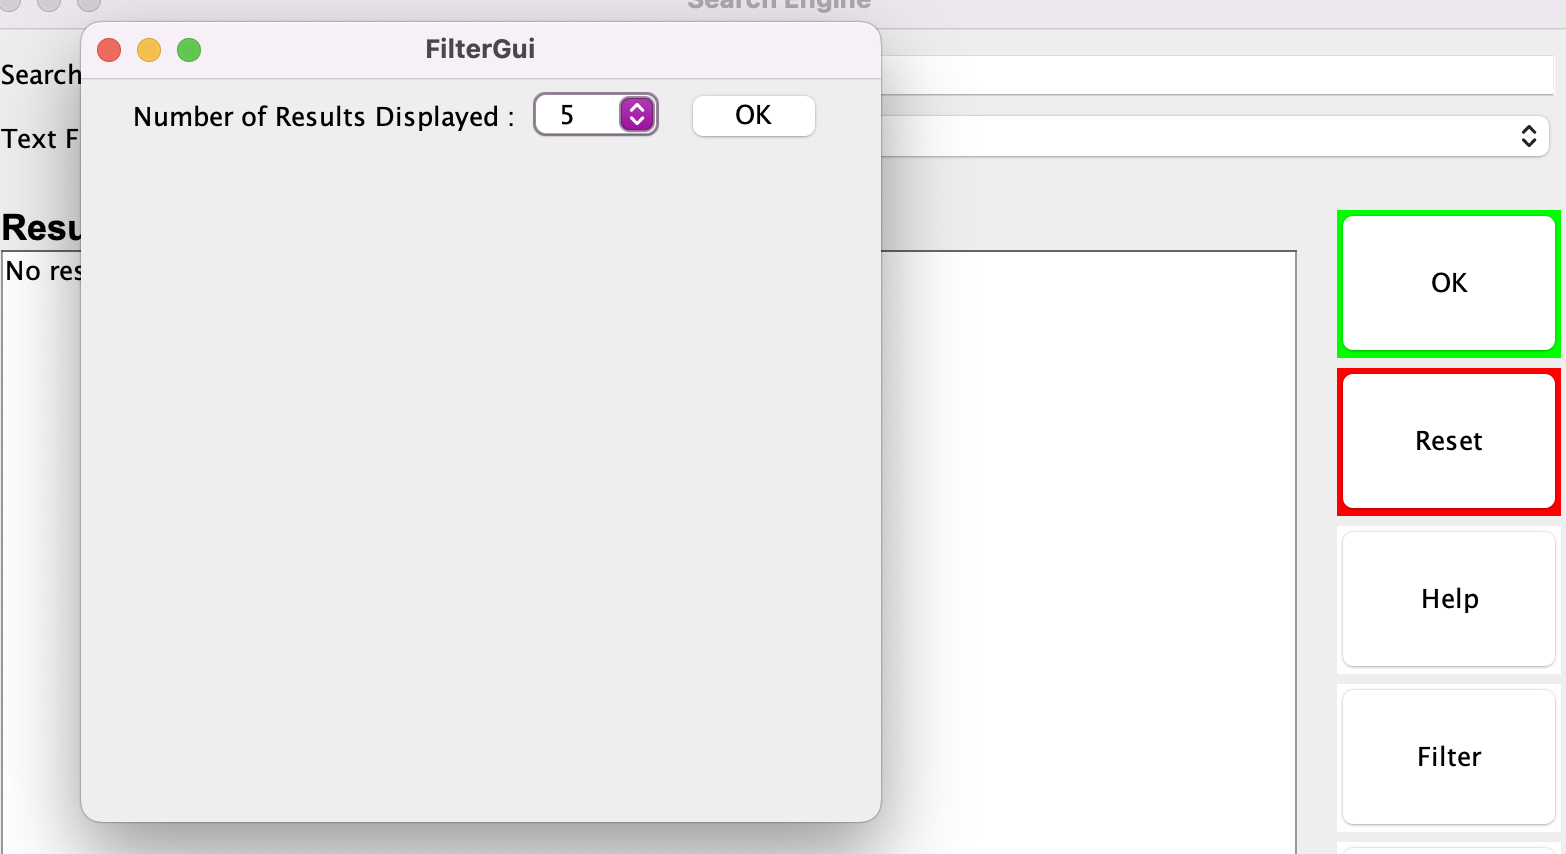 Search Engine
FilterGui
Search
Number of Results Displayed : 5 OK
Text F
Resu
No res
OK
Reset
Help
Filter